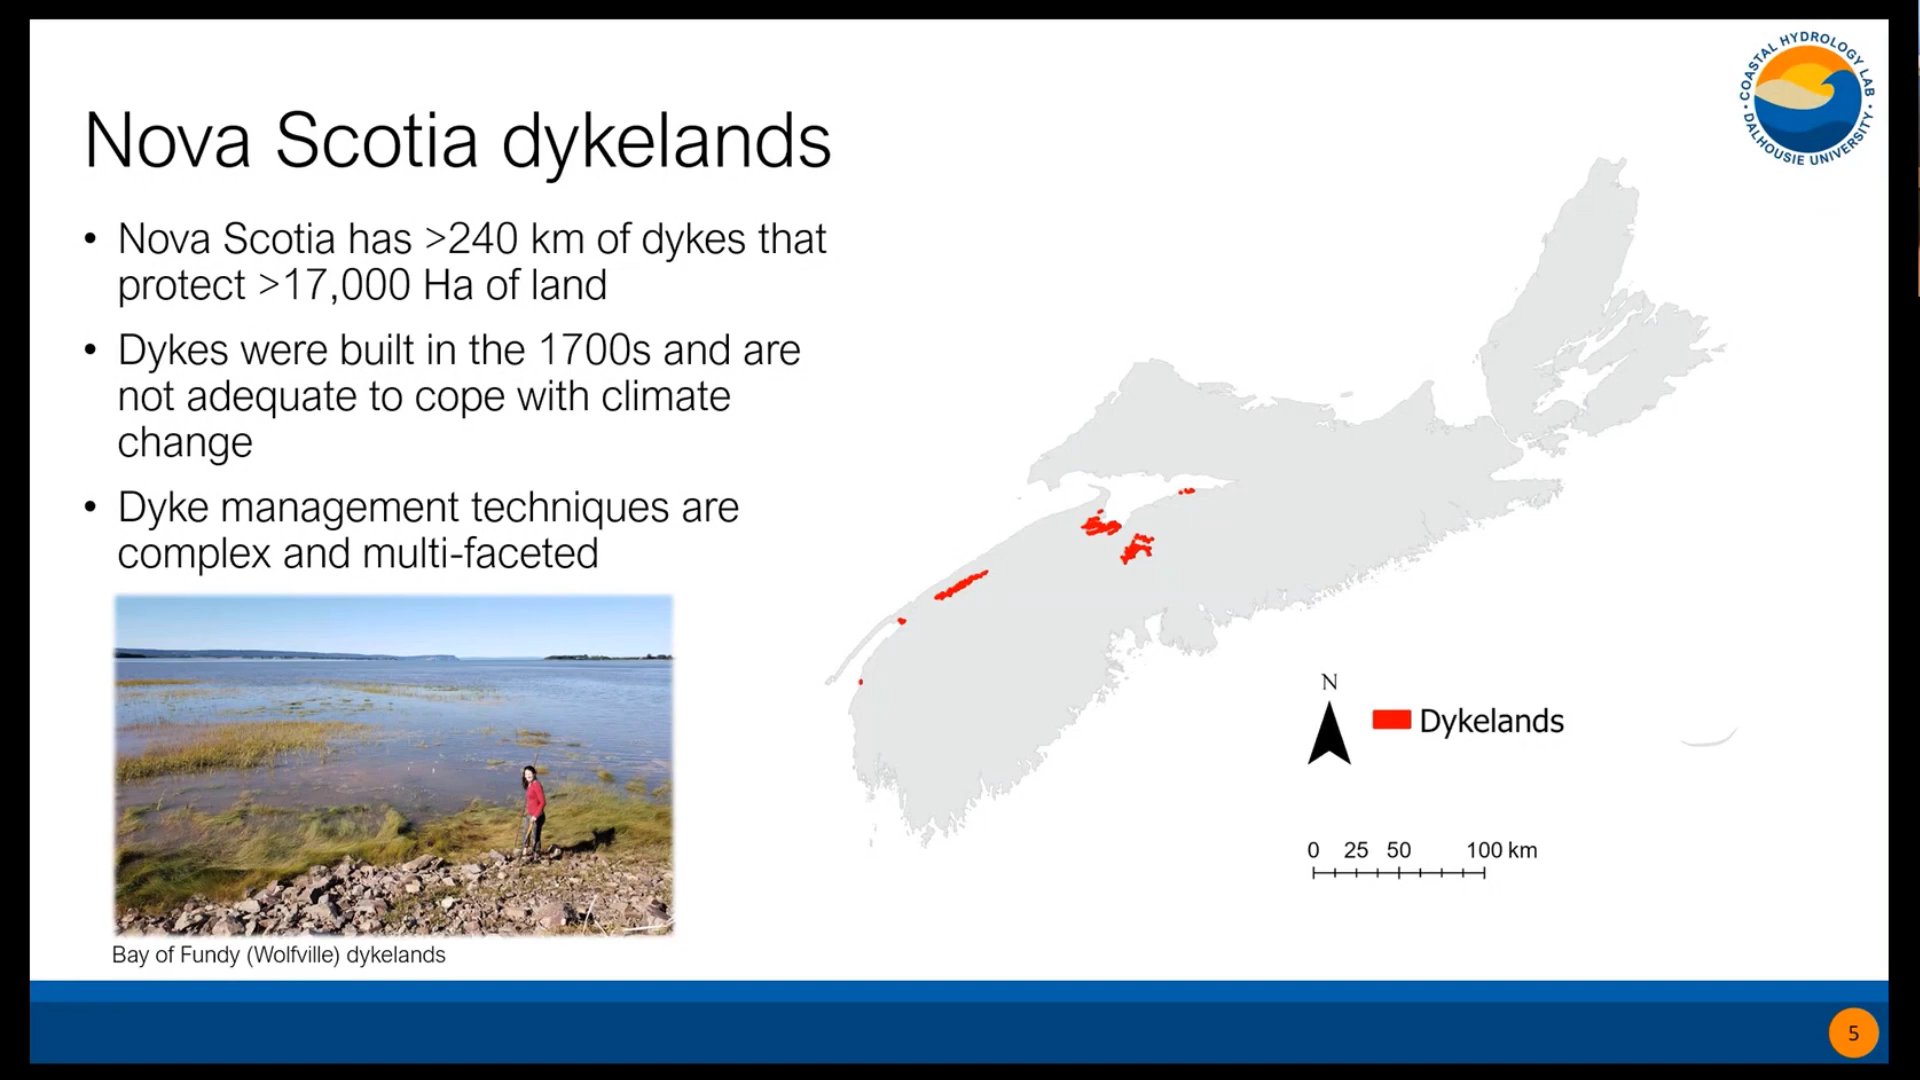 COASTAL HYDROLOGY LAB
• DALHOUSIE UNIVERSITY •
Nova Scotia dykelands
• Nova Scotia has >240 km of dykes that
protect >17,000 Ha of land
• Dykes were built in the 1700s and are
not adequate to cope with climate
change
• Dyke management techniques are
complex and multi-faceted
Bay of Fundy (Wolfville) dykelands
N
Dykelands
0 25 50 100 km
5